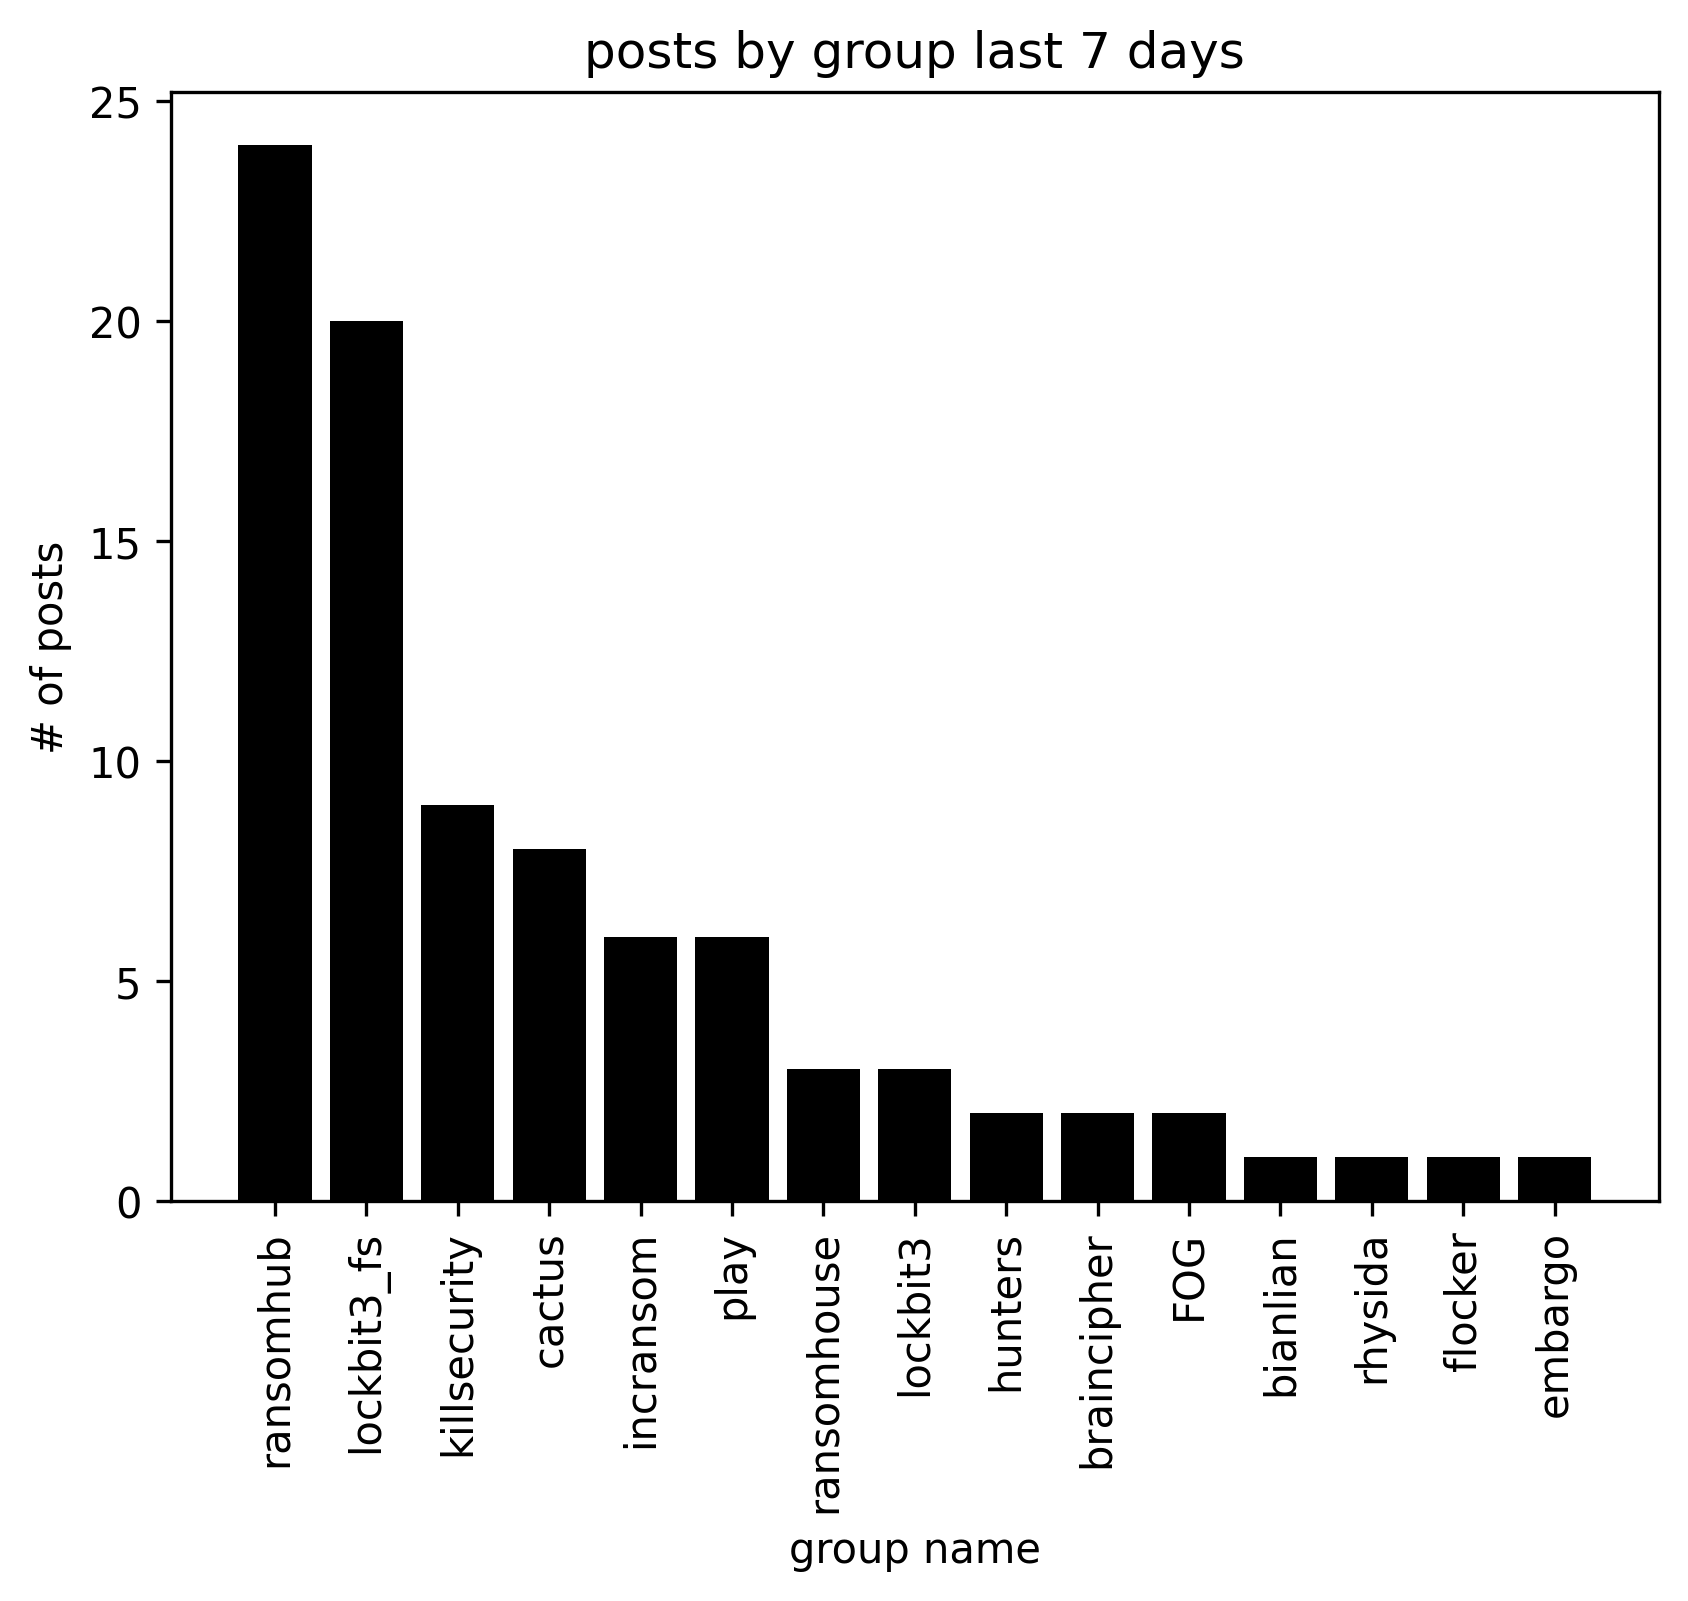 posts by group last 7 days
25
20
15
10
5
0
# of posts
ransomhub
lockbit3_fs
killsecurity
cactus
incransom
play
ransomhouse
lockbit3
hunters
braincipher
FOG
bianlian
rhysida
flocker
embargo
group name